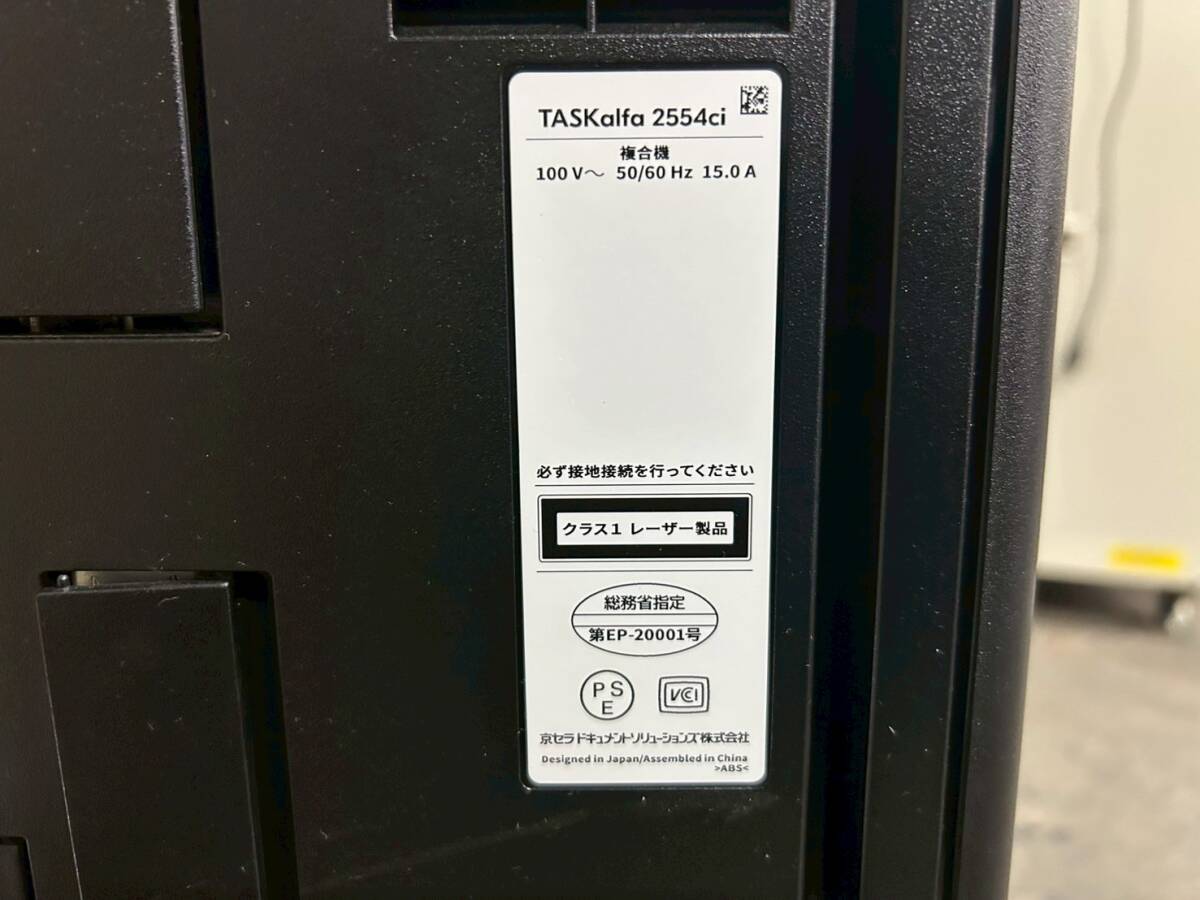 TASKalfa 2554ci
複合機
100 V～ 50/60 Hz 15.0 A
必ず接地接続を行ってください
クラス1 レーザー製品
総務省指定
第EP-20001号
PS
E
VCI
京セラドキュメントソリューションズ株式会社
Designed in Japan/Assembled in China
>ABS<